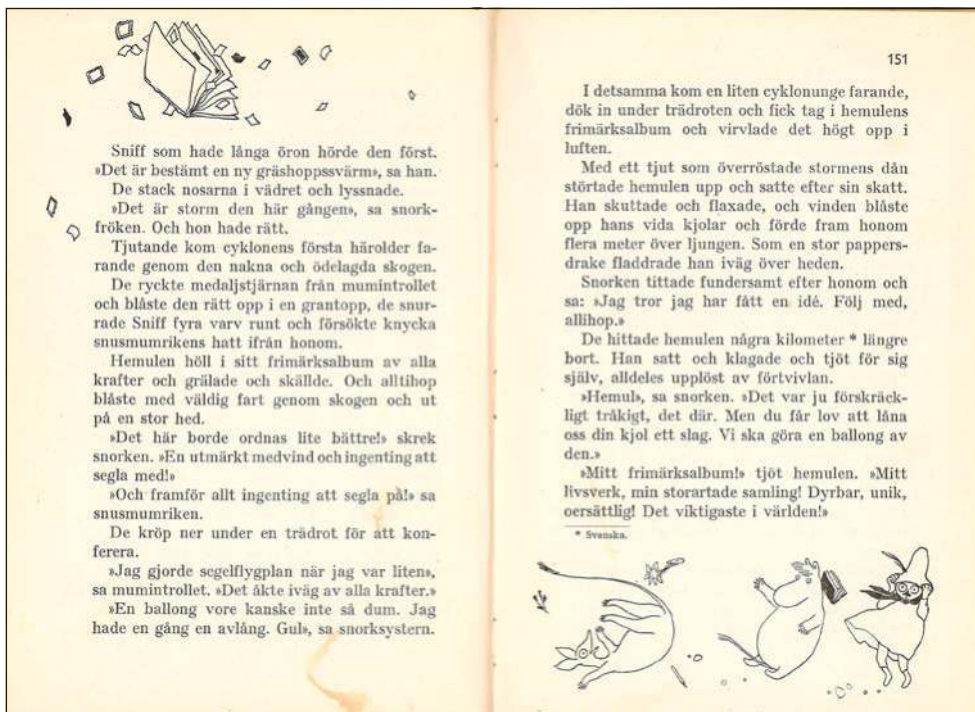 Sniff som hade långa öron hörde den först.
»Det är bestämt en ny gräshoppssvärm», sa han.
De stack nosarna i vädret och lyssnade.
»Det är storm den här gången», sa snork-
fröken. Och hon hade rätt.
Tjutande kom cyklonens första härolder fa-
rande genom den nakna och ödelagda skogen.
De ryckte medaljstjärnan från mumintrollet
och blåste den rätt opp i en grantopp, de snur-
rade Sniff fyra varv runt och försökte knycka
snusmumrikens hatt ifrån honom.
Hemulen höll i sitt frimärksalbum av alla
krafter och grälade och skällde. Och alltihop
blåste med väldig fart genom skogen och ut
på en stor hed.
»Det här borde ordnas lite bättre!» skrek
snorken. »En utmärkt medvind och ingenting att
segla med!»
»Och framför allt ingenting att segla på!» sa
snusmumriken.
De kröp ner under en trädrot för att kon-
ferera.
»Jag gjorde segelflygplan när jag var liten»,
sa mumintrollet. »Det åkte iväg av alla krafter.»
»En ballong vore kanske inte så dum. Jag
hade en gång en avlång. Gul», sa snorksystern.
151
I detsamma kom en liten cyklonunge farande,
dök in under trädroten och fick tag i hemulens
frimärksalbum och virvlade det högt opp i
luften.
Med ett tjut som överröstade stormens dån
störtade hemulen upp och satte efter sin skatt.
Han skuttade och flaxade, och vinden blåste
opp hans vida kjolar och förde fram honom
flera meter över ljungen. Som en stor pappers-
drake fladdrade han iväg över heden.
Snorken tittade fundersamt efter honom och
sa: »Jag tror jag har fått en idé. Följ med,
allihop.»
De hittade hemulen några kilometer * längre
bort. Han satt och klagade och tjöt för sig
själv, alldeles upplöst av förtvivlan.
»Hemul», sa snorken. »Det var ju förskräck-
ligt tråkigt, det där. Men du får lov att låna
oss din kjol ett slag. Vi ska göra en ballong av
den.»
»Mitt frimärksalbum!» tjöt hemulen. »Mitt
livsverk, min storartade samling! Dyrbar, unik,
oersättlig! Det viktigaste i världen!»
* Svenska.